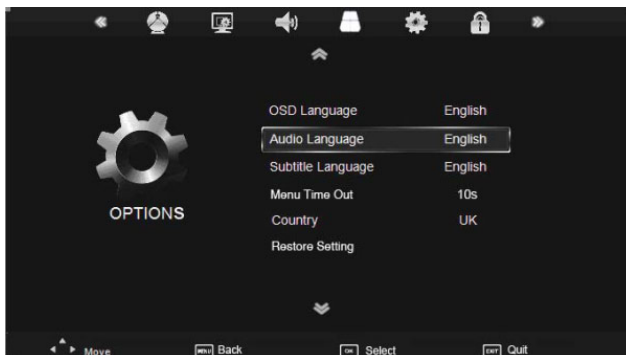 OSD Language English
Audio Language English
Subtitle Language English
Menu Time Out 10s
OPTIONS
Country UK
Restore Setting
Move MENU Back OK Select EXIT Quit